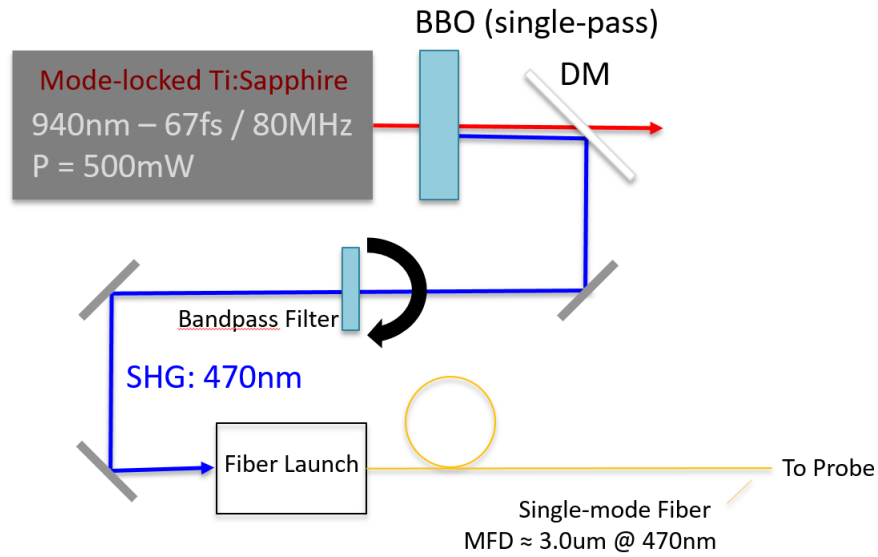 BBO (single-pass)
DM
Mode-locked Ti:Sapphire
940nm – 67fs / 80MHz
P = 500mW
Bandpass Filter
SHG: 470nm
Fiber Launch
To Probe
Single-mode Fiber
MFD ≈ 3.0um @ 470nm